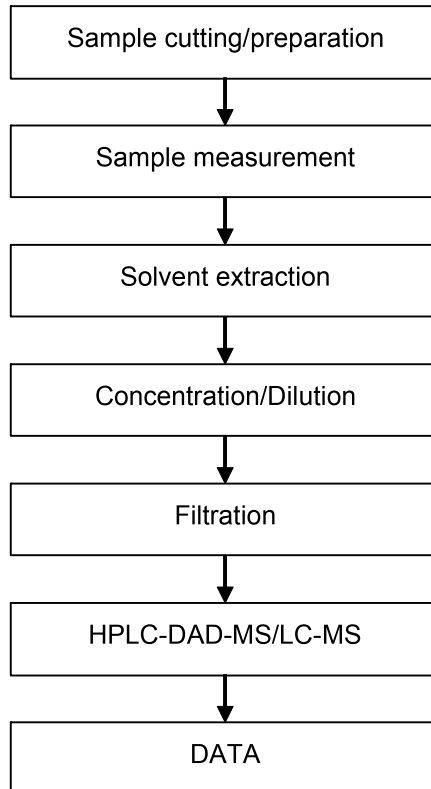 Sample cutting/preparation
Sample measurement
Solvent extraction
Concentration/Dilution
Filtration
HPLC-DAD-MS/LC-MS
DATA